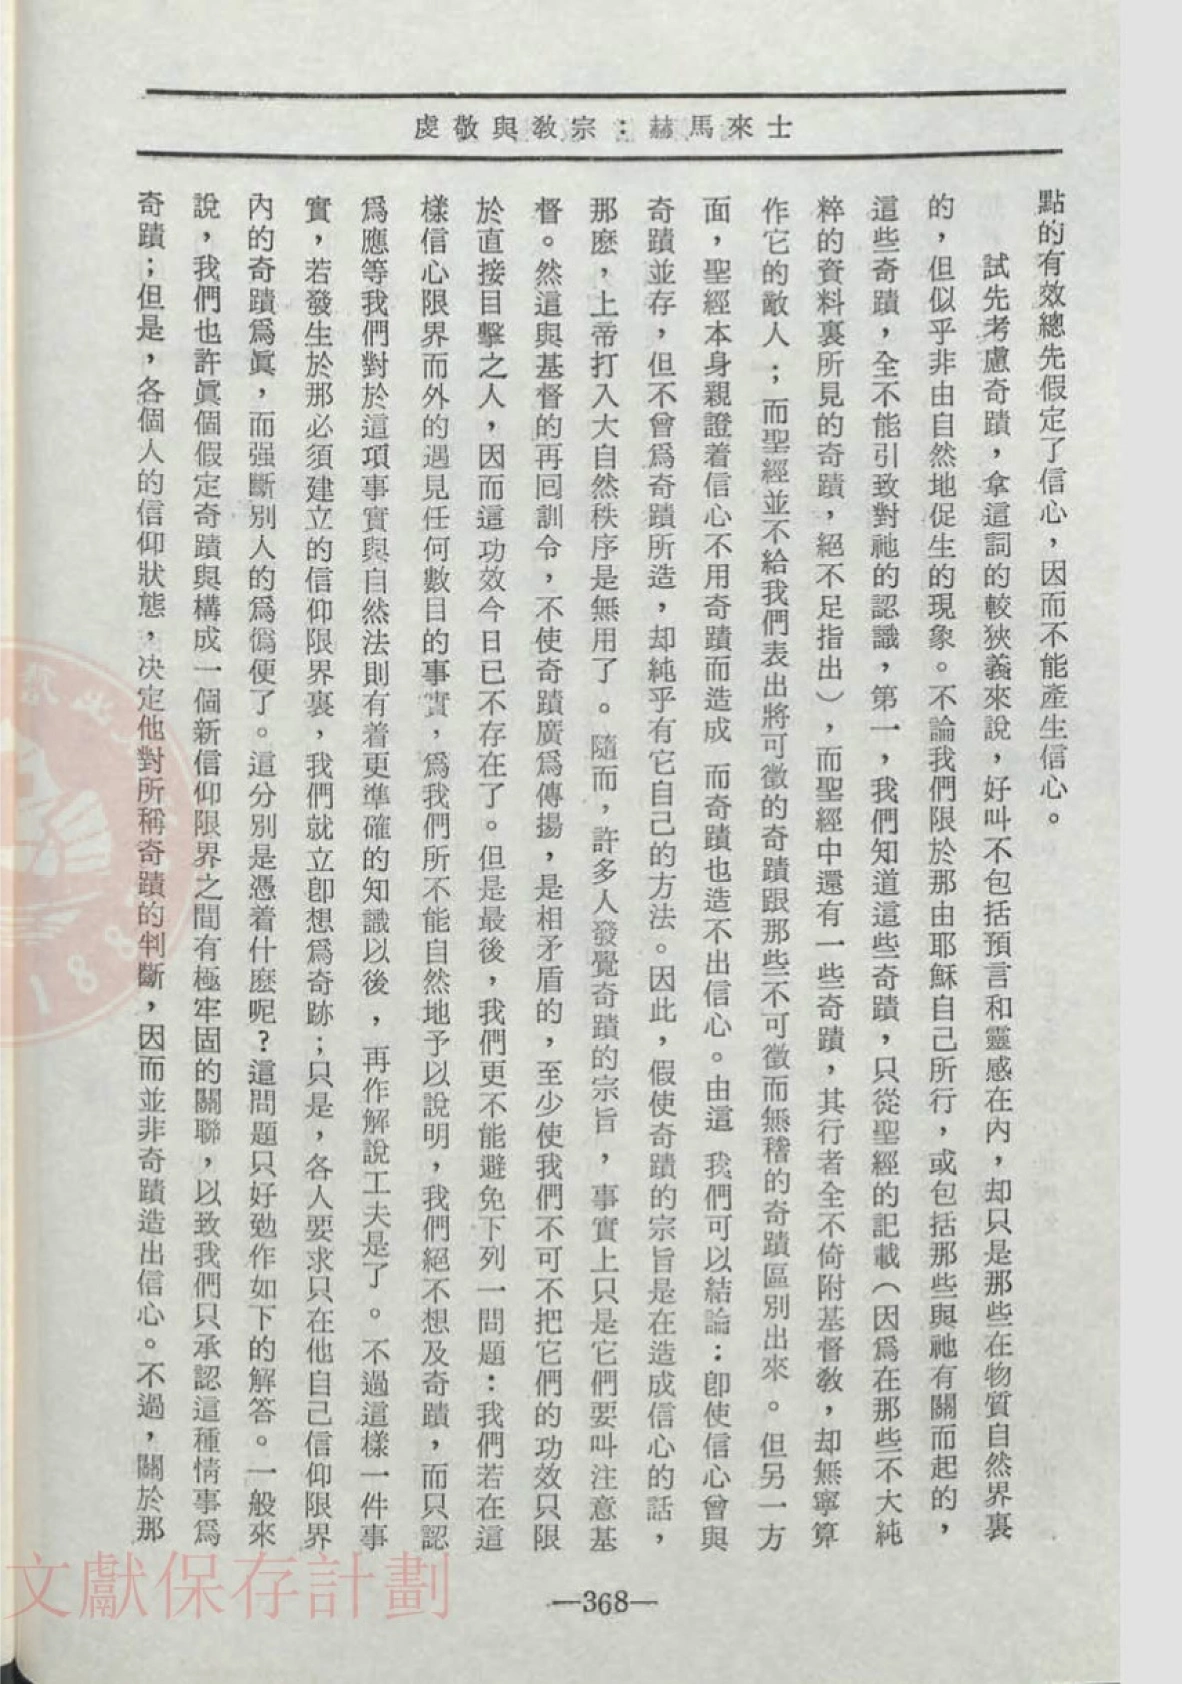 士來馬赫：宗教與敬虔
點的有效總先假定了信心，因而不能產生信心。
試先考慮奇蹟，拿這詞的較狹義來說，好叫不包括預言和靈感在內，却只是那些在物質自然界裏
的，但似乎非由自然地促生的現象。不論我們限於那由耶穌自己所行，或包括那些與祂有關而起的，
這些奇蹟，全不能引致對祂的認識，第一，我們知道這些奇蹟，只從聖經的記載（因爲在那些不大純
粹的資料裏所見的奇蹟，絕不足指出），而聖經中還有一些奇蹟，其行者全不倚附基督教，却無寧算
作它的敵人；而聖經並不給我們表出將可徵的奇蹟跟那些不可徵而無稽的奇蹟區別出來。但另一方
面，聖經本身親證着信心不用奇蹟而造成 而奇蹟也造不出信心。由這 我們可以結論：卽使信心曾與
奇蹟並存，但不曾爲奇蹟所造，却純乎有它自己的方法。因此，假使奇蹟的宗旨是在造成信心的話，
那麽，上帝打入大自然秩序是無用了。隨而，許多人發覺奇蹟的宗旨，事實上只是它們要叫注意基
督。然這與基督的再回訓令，不使奇蹟廣爲傳揚，是相矛盾的，至少使我們不可不把它們的功效只限
於直接目擊之人，因而這功效今日已不存在了。但是最後，我們更不能避免下列一問題：我們若在這
樣信心限界而外的遇見任何數目的事實，爲我們所不能自然地予以說明，我們絕不想及奇蹟，而只認
爲應等我們對於這項事實與自然法則有着更準確的知識以後，再作解說工夫是了。不過這樣一件事
實，若發生於那必須建立的信仰限界裏，我們就立卽想爲奇跡；只是，各人要求只在他自己信仰限界
內的奇蹟爲眞，而强斷別人的爲僞便了。這分別是憑着什麽呢？這問題只好勉作如下的解答。一般來
說，我們也許眞個假定奇蹟與構成一個新信仰限界之間有極牢固的關聯，以致我們只承認這種情事爲
奇蹟；但是，各個人的信仰狀態，决定他對所稱奇蹟的判斷，因而並非奇蹟造出信心。不過，關於那
—368—
文獻保存計劃